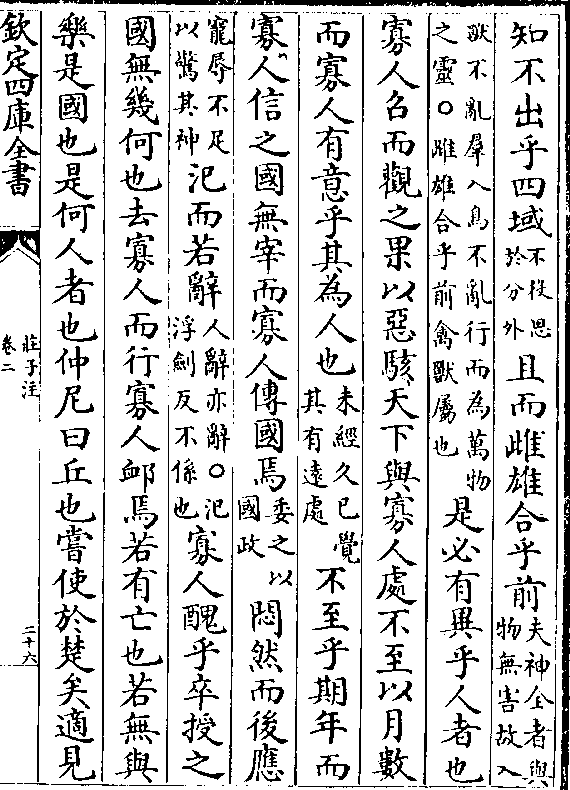 知不出乎四域不役思於分外且而雌雄合乎前夫神全者與物無害故入
獸不亂羣入鳥不亂行而為萬物之靈○雌雄合乎前禽獸屬也是必有異乎人者也
寡人召而觀之果以惡駭天下與寡人處不至以月數
而寡人有意乎其為人也未經久已覺其有遠處不至乎期年而
寡人信之國無宰而寡人傳國焉委之以國政悶然而後應
寵辱不足以驚其神氾而若辭人辭亦辭○氾浮劍反不係也寡人醜乎卒授之
國無幾何也去寡人而行寡人卹焉若有亡也若無與
樂是國也是何人者也仲尼曰丘也嘗使於楚矣適見
欽定四庫全書
莊子注
卷二
二十六